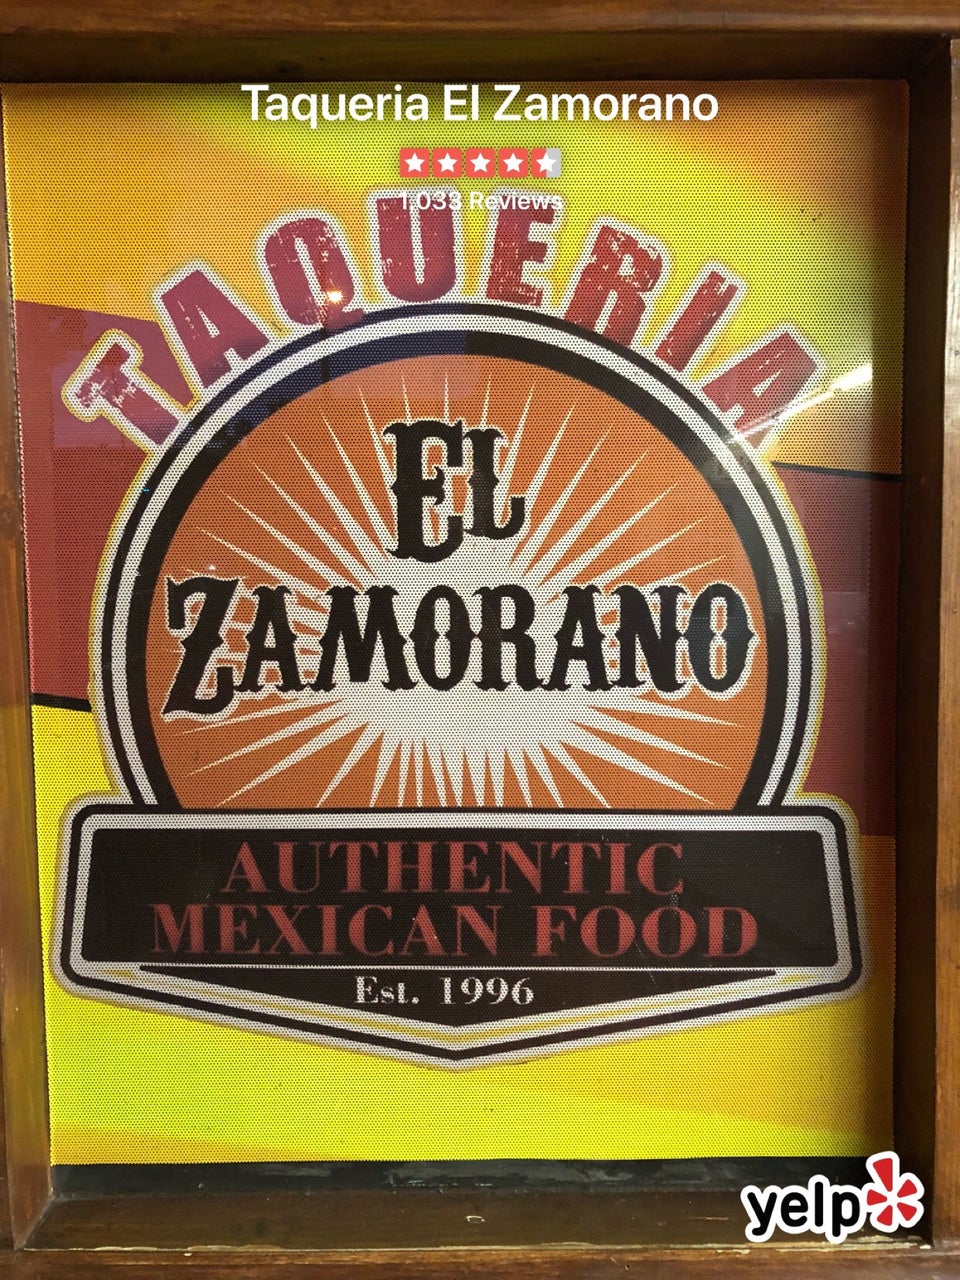 Taqueria El Zamorano
1,033 Reviews
TAQUERIA
EL
ZAMORANO
AUTHENTIC
MEXICAN FOOD
Est. 1996
yelp